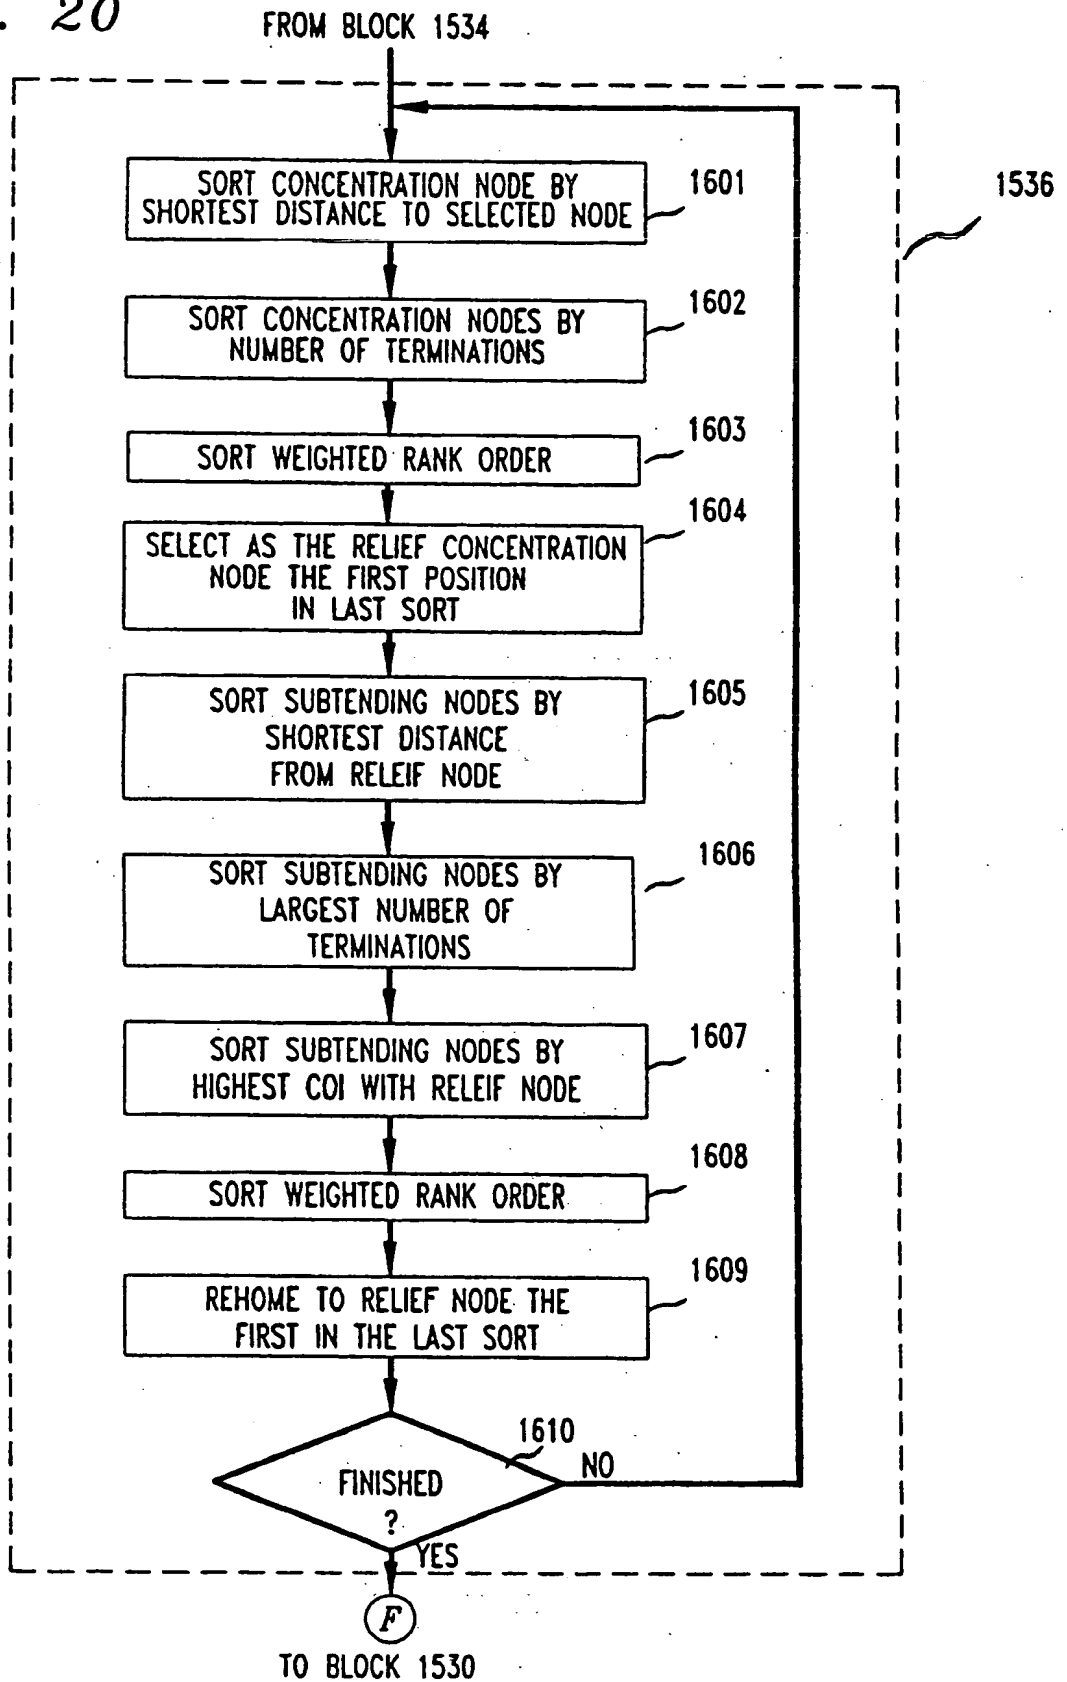 . 20
FROM BLOCK 1534
SORT CONCENTRATION NODE BY
SHORTEST DISTANCE TO SELECTED NODE
1601
1536
SORT CONCENTRATION NODES BY
NUMBER OF TERMINATIONS
1602
SORT WEIGHTED RANK ORDER
1603
SELECT AS THE RELIEF CONCENTRATION
NODE THE FIRST POSITION
IN LAST SORT
1604
SORT SUBTENDING NODES BY
SHORTEST DISTANCE
FROM RELEIF NODE
1605
SORT SUBTENDING NODES BY
LARGEST NUMBER OF
TERMINATIONS
1606
SORT SUBTENDING NODES BY
HIGHEST COI WITH RELEIF NODE
1607
SORT WEIGHTED RANK ORDER
1608
REHOME TO RELIEF NODE THE
FIRST IN THE LAST SORT
1609
1610
FINISHED
?
NO
YES
F
TO BLOCK 1530